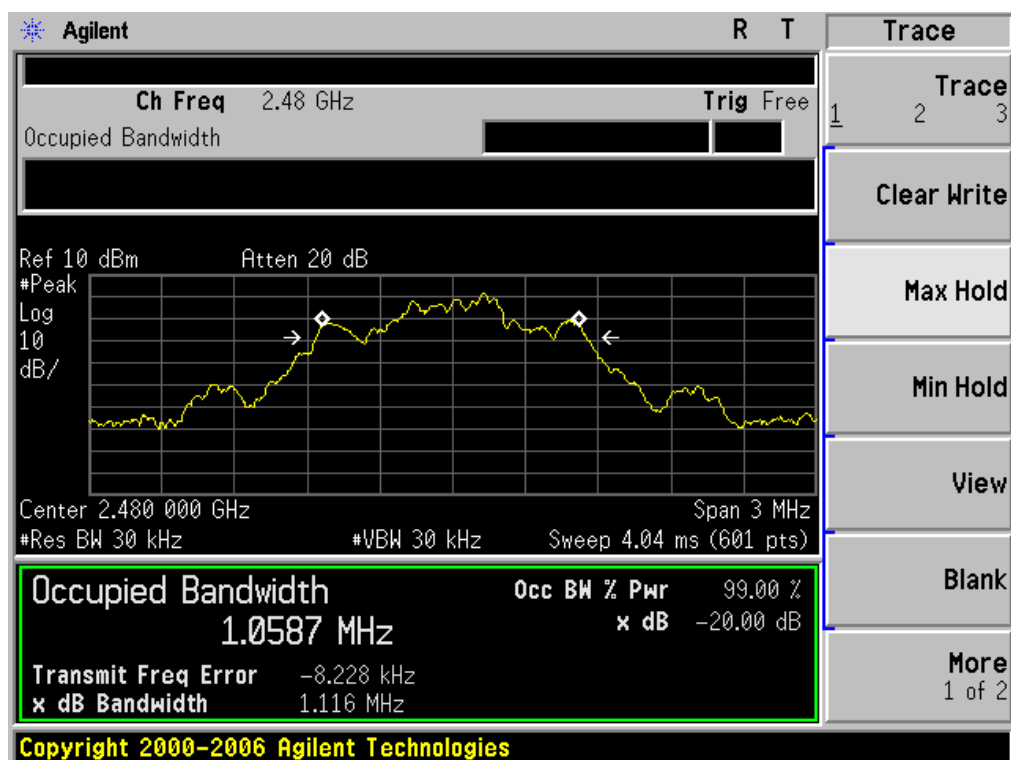 Agilent R T
Trace
Ch Freq 2.48 GHz Trig Free
Occupied Bandwidth
Trace
1 2 3
Clear Write
Ref 10 dBm Atten 20 dB
#Peak
Log
10
dB/
Max Hold
Min Hold
View
Center 2.480 000 GHz Span 3 MHz
#Res BW 30 kHz #VBW 30 kHz Sweep 4.04 ms (601 pts)
Occupied Bandwidth
1.0587 MHz
Occ BW % Pwr 99.00 %
x dB -20.00 dB
Transmit Freq Error -8.228 kHz
x dB Bandwidth 1.116 MHz
Blank
More
1 of 2
Copyright 2000-2006 Agilent Technologies